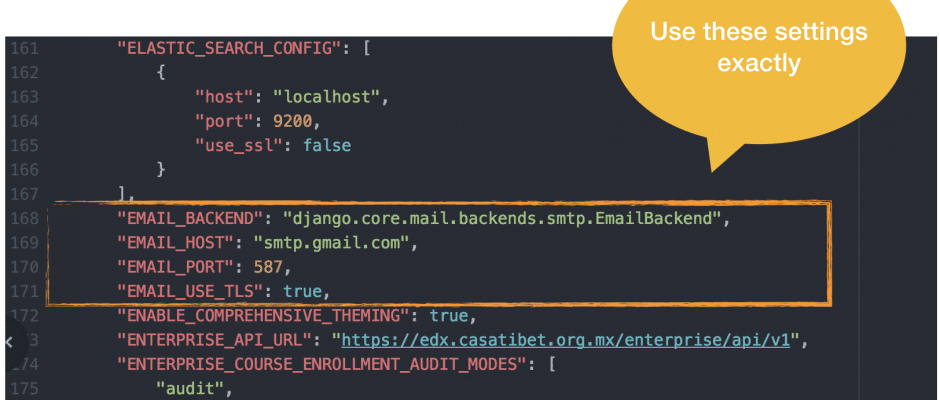 Use these settings
exactly
161 "ELASTIC_SEARCH_CONFIG": [
162 {
163 "host": "localhost",
164 "port": 9200,
165 "use_ssl": false
166 }
167 ],
168 "EMAIL_BACKEND": "django.core.mail.backends.smtp.EmailBackend",
169 "EMAIL_HOST": "smtp.gmail.com",
170 "EMAIL_PORT": 587,
171 "EMAIL_USE_TLS": true,
172 "ENABLE_COMPREHENSIVE_THEMING": true,
3 "ENTERPRISE_API_URL": "https://edx.casatibet.org.mx/enterprise/api/v1",
74 "ENTERPRISE_COURSE_ENROLLMENT_AUDIT_MODES": [
175 "audit",